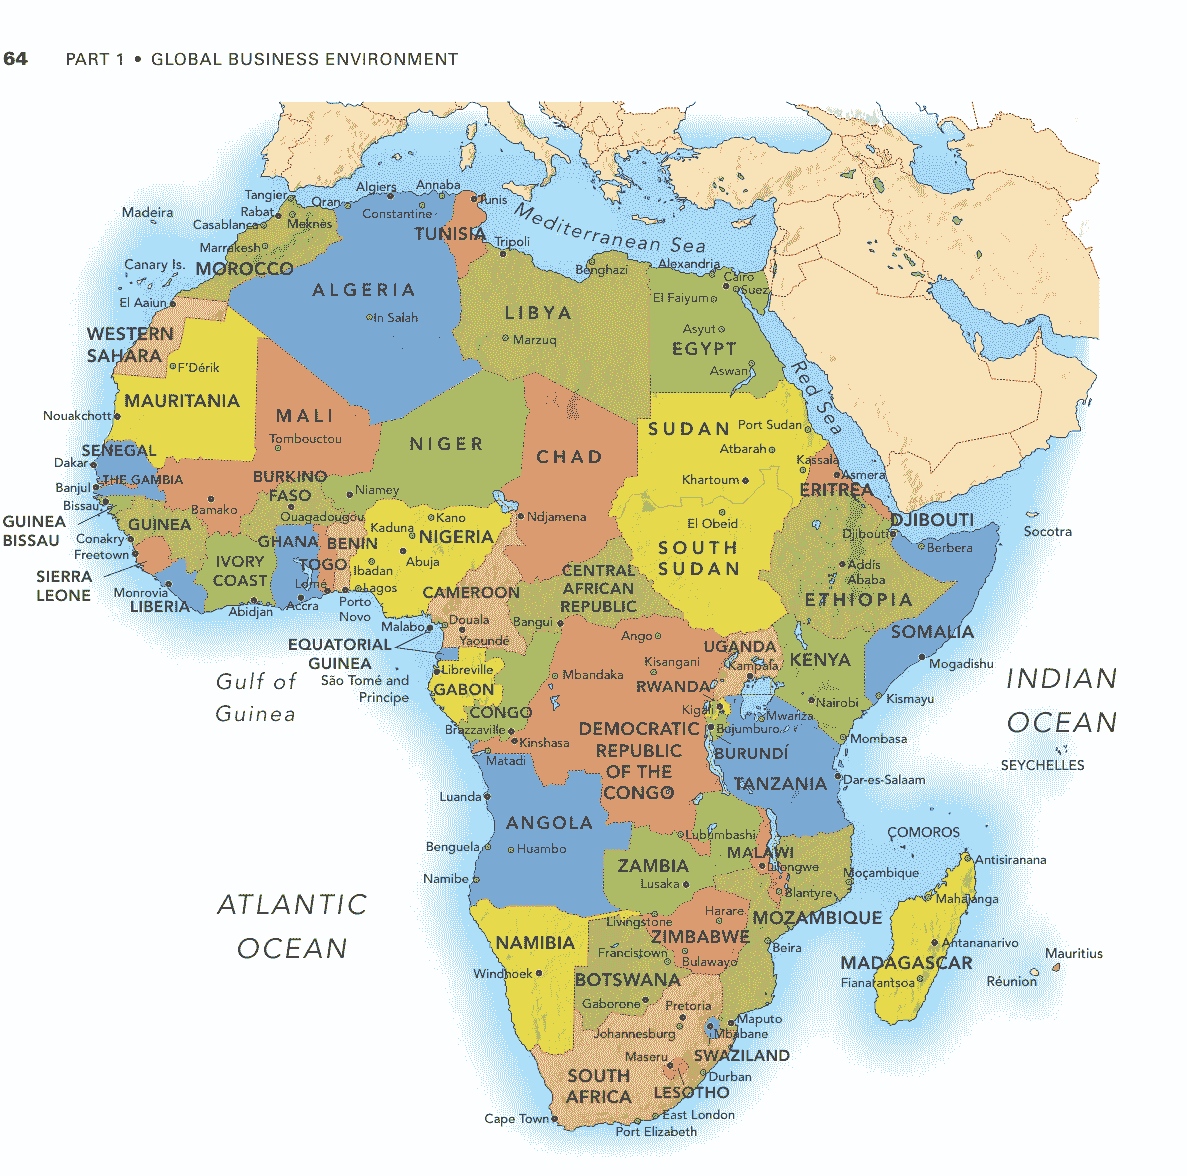 64 PART 1 • GLOBAL BUSINESS ENVIRONMENT
Algiers
Annaba
Tangier
Oran
Tunis
Madeira
Rabat
Constantine
Casablanca
Meknès
Mediterranean Sea
TUNISIA
Tripoli
Marrakesh
Canary Is.
MOROCCO
Benghazi
Alexandria
Cairo
Suez
El Aaiun
ALGERIA
El Faiyum
In Salah
LIBYA
WESTERN
SAHARA
Marzuq
Asyut
EGYPT
F'Dérik
Aswan
Red Sea
MAURITANIA
Nouakchott
MALI
Tombouctou
NIGER
SUDAN
Port Sudan
SENEGAL
Atbarah
Dakar
CHAD
Kassala
THE GAMBIA
BURKINO
FASO
Khartoum
Asmera
Banjul
Niamey
ERITREA
Bissau
Bamako
Ouagadougou
Kano
Ndjamena
GUINEA
BISSAU
GUINEA
Kaduna
NIGERIA
El Obeid
DJIBOUTI
Djibouti
Socotra
Conakry
GHANA
BENIN
SOUTH
SUDAN
Berbera
Freetown
IVORY
COAST
TOGO
Ibadan
Abuja
CENTRAL
AFRICAN
REPUBLIC
Addis
Ababa
SIERRA
LEONE
Monrovia
Lomé
Lagos
CAMEROON
ETHIOPIA
LIBERIA
Abidjan
Accra
Porto
Novo
Malabo
Douala
Bangui
Yaoundé
Ango
SOMALIA
EQUATORIAL
GUINEA
UGANDA
KENYA
Kisangani
Kampala
Mogadishu
Gulf of
Guinea
São Tomé and
Principe
Libreville
Mbandaka
RWANDA
INDIAN
OCEAN
GABON
CONGO
Kigali
Nairobi
Kismayu
Mwariza
Brazzaville
DEMOCRATIC
REPUBLIC
OF THE
CONGO
Bujumburo
Kinshasa
Mombasa
Matadi
BURUNDÍ
SEYCHELLES
TANZANIA
Dar-es-Salaam
Luanda
ANGOLA
COMOROS
Lubumbashi
Benguela
Huambo
MALAWI
Antisiranana
ZAMBIA
Lilongwe
Moçambique
Namibe
Lusaka
Blantyre
Mahajanga
ATLANTIC
OCEAN
Livingstone
Harare
MOZAMBIQUE
NAMIBIA
ZIMBABWE
Antananarivo
Francistown
Bulawayo
Beira
Mauritius
Windhoek
BOTSWANA
MADAGASCAR
Fianarantsoa
Réunion
Gaborone
Pretoria
Maputo
Johannesburg
Mbabane
Maseru
SWAZILAND
SOUTH
AFRICA
Durban
LESOTHO
Cape Town
East London
Port Elizabeth